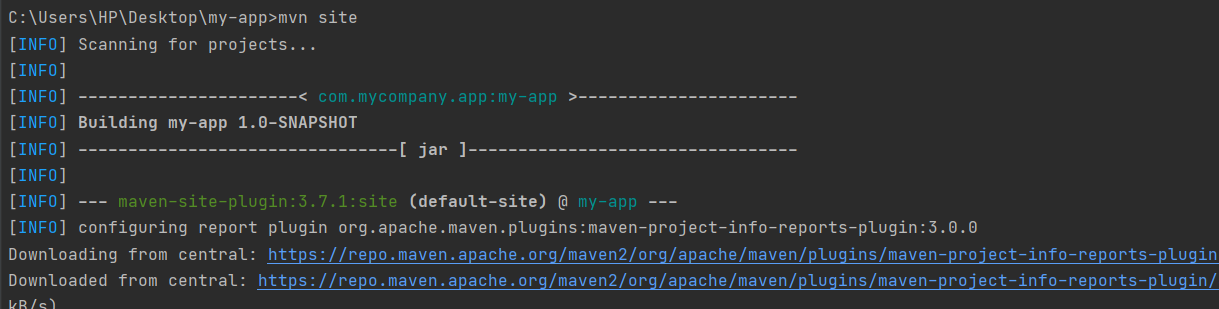 C:\Users\HP\Desktop\my-app>mvn site
[INFO] Scanning for projects...
[INFO]
[INFO] ----------------------< com.mycompany.app:my-app >----------------------
[INFO] Building my-app 1.0-SNAPSHOT
[INFO] --------------------------------[ jar ]---------------------------------
[INFO]
[INFO] --- maven-site-plugin:3.7.1:site (default-site) @ my-app ---
[INFO] configuring report plugin org.apache.maven.plugins:maven-project-info-reports-plugin:3.0.0
Downloading from central: https://repo.maven.apache.org/maven2/org/apache/maven/plugins/maven-project-info-reports-plugin
Downloaded from central: https://repo.maven.apache.org/maven2/org/apache/maven/plugins/maven-project-info-reports-plugin/
kB/s)